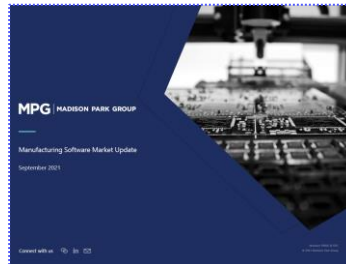 MPG | MADISON PARK GROUP
Manufacturing Software Market Update
September 2021
Connect with us